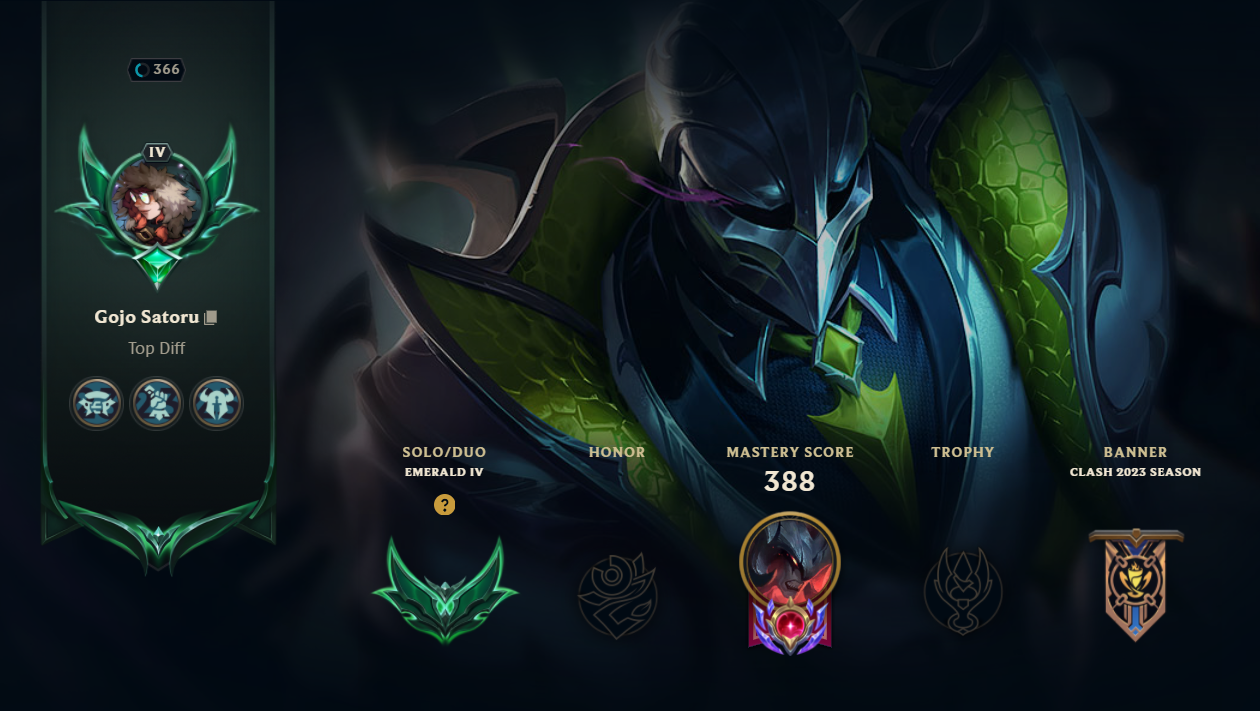 366
IV
Gojo Satoru
Top Diff
SOLO/DUO
EMERALD IV
?
HONOR
MASTERY SCORE
388
TROPHY
BANNER
CLASH 2023 SEASON